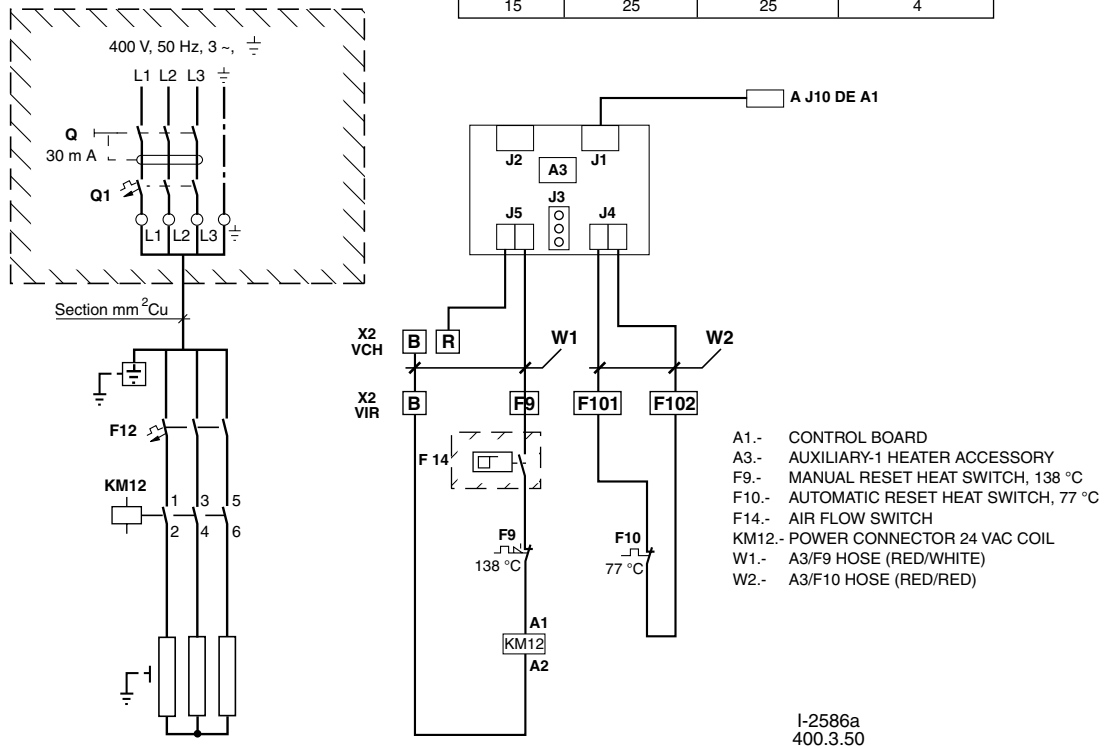 15 25 25 4
400 V, 50 Hz, 3 ~,
L1 L2 L3
Q
30 m A
Q1
L1 L2 L3
Section mm²Cu
F12
KM12
1 3 5
2 4 6
A J10 DE A1
J2 J1
A3
J3
J5 J4
X2
VCH
B R
W1
W2
X2
VIR
B F9 F101 F102
F 14
F9
138 °C
F10
77 °C
A1
KM12
A2
A1.- CONTROL BOARD
A3.- AUXILIARY-1 HEATER ACCESSORY
F9.- MANUAL RESET HEAT SWITCH, 138 °C
F10.- AUTOMATIC RESET HEAT SWITCH, 77 °C
F14.- AIR FLOW SWITCH
KM12.- POWER CONNECTOR 24 VAC COIL
W1.- A3/F9 HOSE (RED/WHITE)
W2.- A3/F10 HOSE (RED/RED)
I-2586a
400.3.50